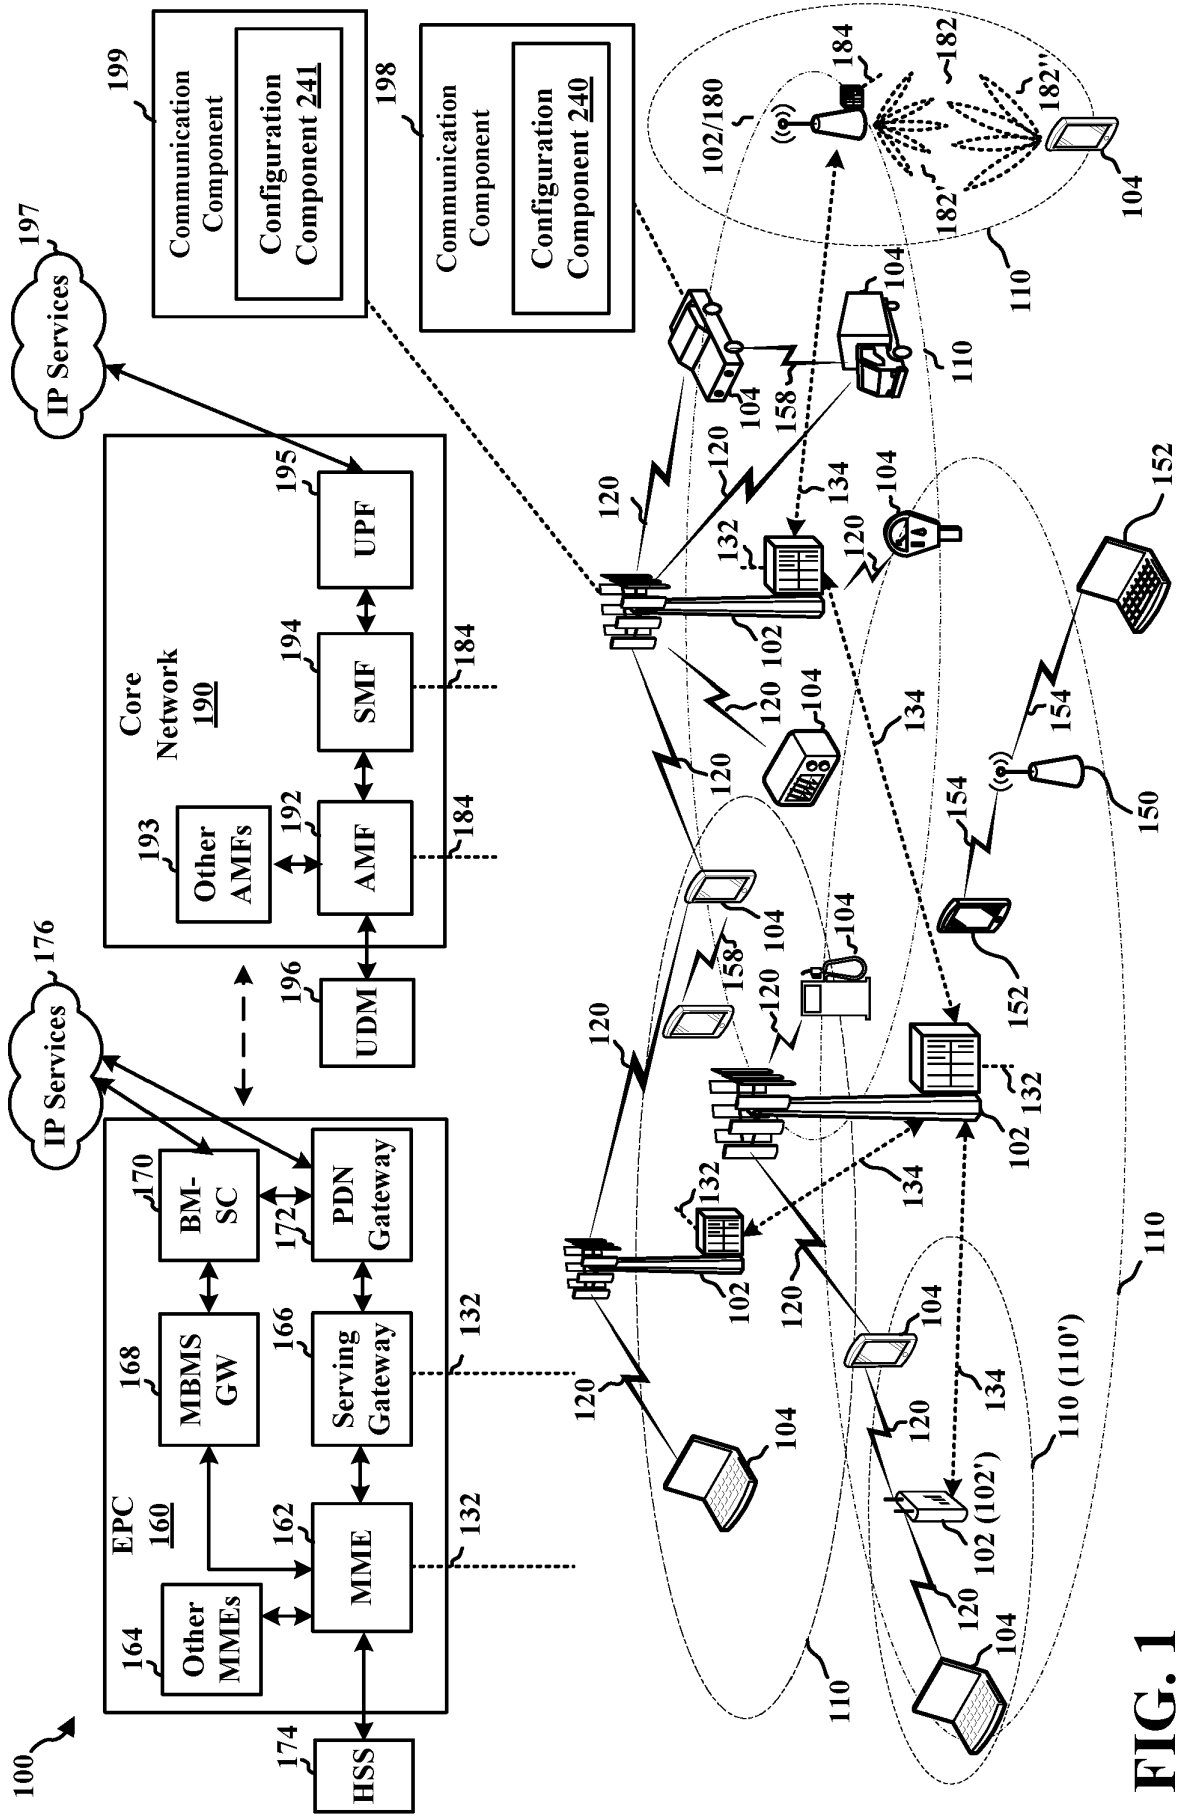 100
HSS
174
EPC
160
Other
MMEs
164
MME
162
MBMS
GW
168
Serving
Gateway
166
BM-
SC
170
PDN
Gateway
172
132
132
IP Services
176
UDM
196
Core
Network
190
Other
AMFs
193
AMF
192
SMF
194
UPF
195
184
184
IP Services
197
199
Communication
Component
Configuration
Component 241
198
Communication
Component
Configuration
Component 240
120
104
120
102
132
120
104
158
104
120
120
120
104
102
132
134
120
120
104
158
104
110
102/180
184
182
182'
182''
104
110
110
110
104
120
102 (102')
120
104
120
134
110 (110')
134
102
132
120
104
134
134
152
154
150
154
152
110
FIG. 1